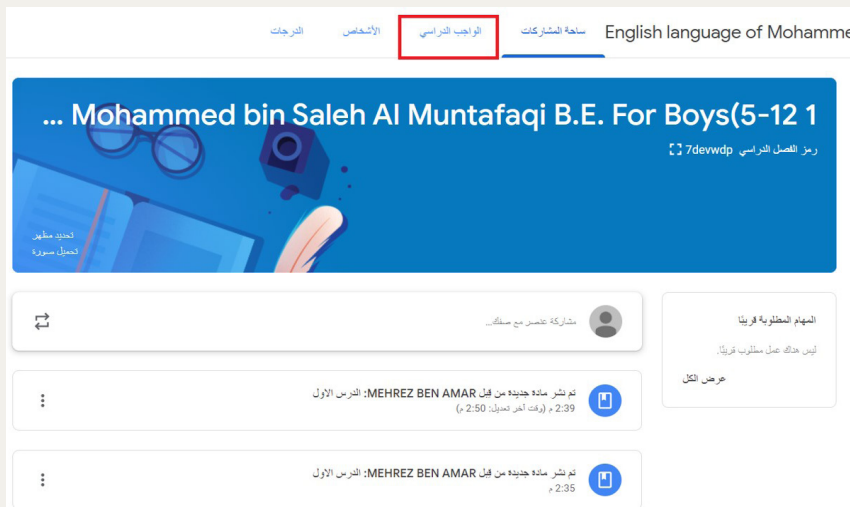 English language of Mohamme
ساحة المشاركات
الواجب الدراسي
الأشخاص
الدرجات
... Mohammed bin Saleh Al Muntafaqi B.E. For Boys(5-12 1
رمز الفصل الدراسي 7devwdp
تحديد مظهر
تحميل صورة
المهام المطلوبة قريبًا
ليس هناك عمل مطلوب قريبًا.
عرض الكل
مشاركة عنصر مع صفك...
تم نشر مادة جديدة من قِبل MEHREZ BEN AMAR: الدرس الاول
2:39 م (وقت آخر تعديل: 2:50 م)
تم نشر مادة جديدة من قِبل MEHREZ BEN AMAR: الدرس الاول
2:35 م